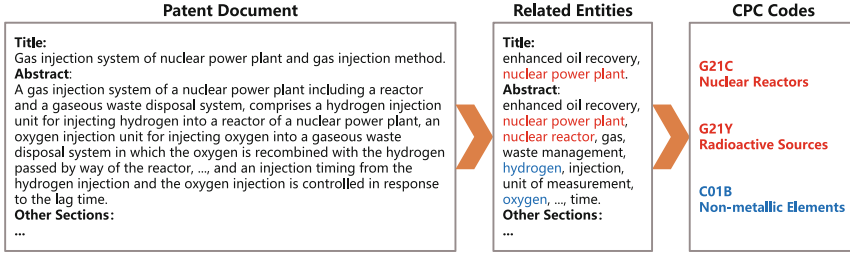 Patent Document
Title:
Gas injection system of nuclear power plant and gas injection method.
Abstract:
A gas injection system of a nuclear power plant including a reactor
and a gaseous waste disposal system, comprises a hydrogen injection
unit for injecting hydrogen into a reactor of a nuclear power plant, an
oxygen injection unit for injecting oxygen into a gaseous waste
disposal system in which the oxygen is recombined with the hydrogen
passed by way of the reactor, ..., and an injection timing from the
hydrogen injection and the oxygen injection is controlled in response
to the lag time.
Other Sections:
...
Related Entities
Title:
enhanced oil recovery,
nuclear power plant.
Abstract:
enhanced oil recovery,
nuclear power plant,
nuclear reactor, gas,
waste management,
hydrogen, injection,
unit of measurement,
oxygen, ..., time.
Other Sections:
...
CPC Codes
G21C
Nuclear Reactors
G21Y
Radioactive Sources
C01B
Non-metallic Elements